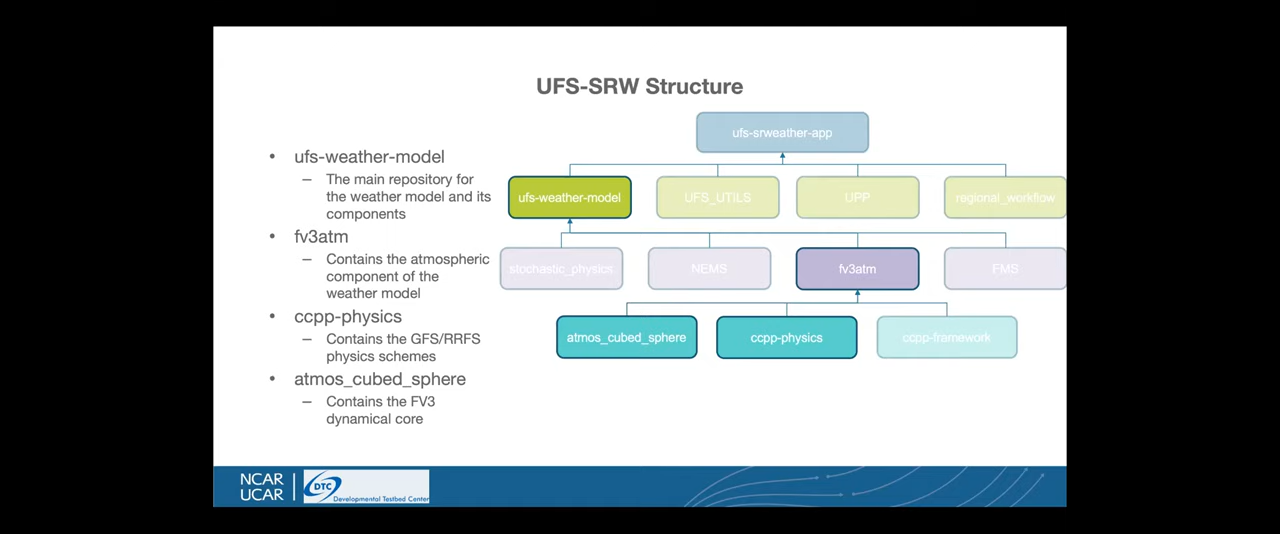 UFS-SRW Structure
• ufs-weather-model
– The main repository for
the weather model and its
components
• fv3atm
– Contains the atmospheric
component of the
weather model
• ccpp-physics
– Contains the GFS/RRFS
physics schemes
• atmos_cubed_sphere
– Contains the FV3
dynamical core
ufs-srweather-app
ufs-weather-model
UFS_UTILS
UPP
regional_workflow
stochastic_physics
NEMS
fv3atm
FMS
atmos_cubed_sphere
ccpp-physics
ccpp-framework
NCAR
UCAR
DTC
Developmental Testbed Center